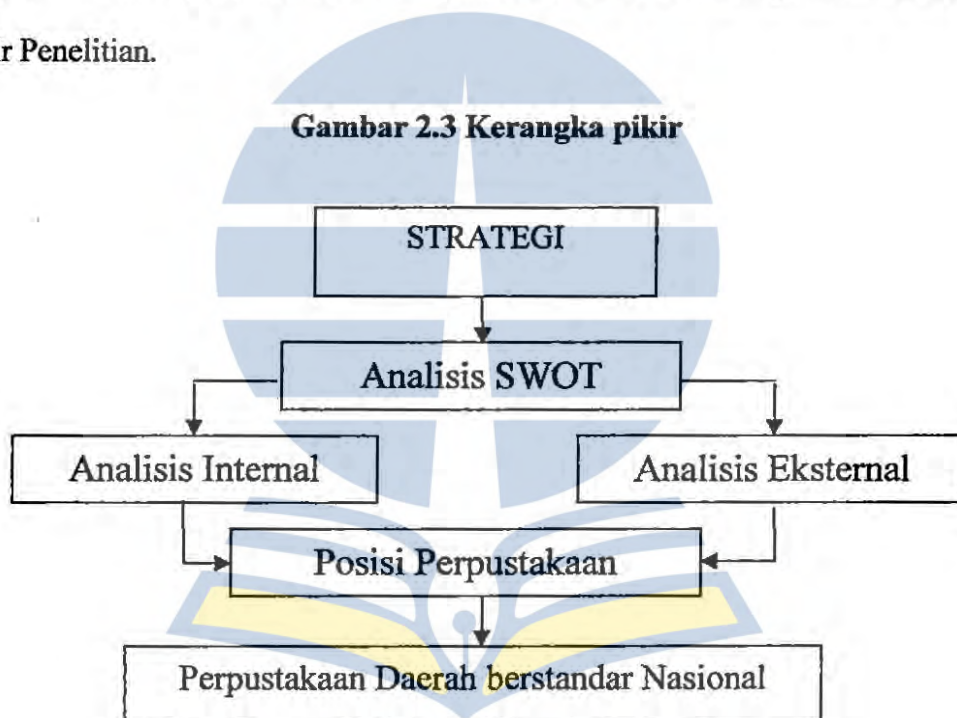 r Penelitian.
Gambar 2.3 Kerangka pikir
STRATEGI
Analisis SWOT
Analisis Internal
Analisis Eksternal
Posisi Perpustakaan
Perpustakaan Daerah berstandar Nasional